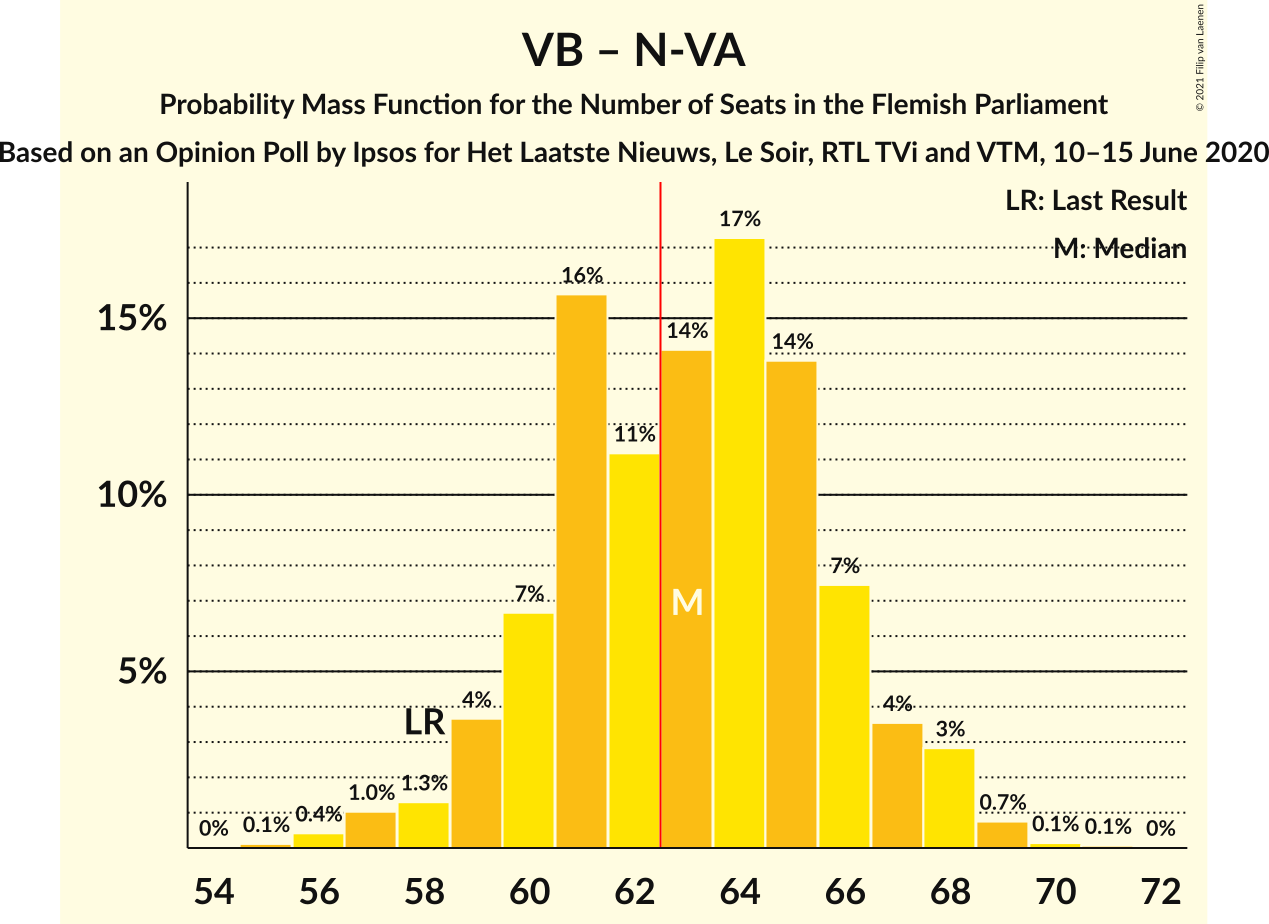 VB – N-VA
Probability Mass Function for the Number of Seats in the Flemish Parliament
Based on an Opinion Poll by Ipsos for Het Laatste Nieuws, Le Soir, RTL TVi and VTM, 10–15 June 2020
© 2021 Filip van Laenen
LR: Last Result
M: Median
15%
10%
5%
0%
0.1%
0.4%
1.0%
1.3%
LR
4%
7%
16%
11%
14%
M
17%
14%
7%
4%
3%
0.7%
0.1%
0.1%
0%
54 56 58 60 62 64 66 68 70 72